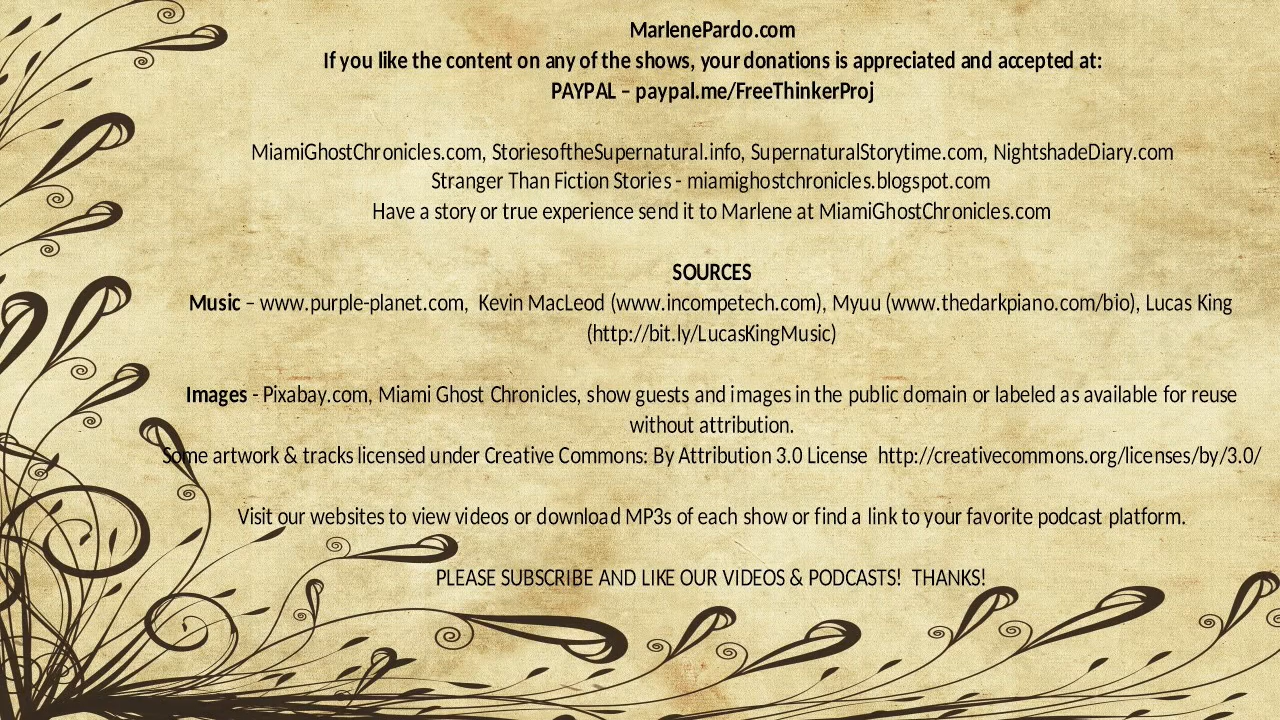 MarlenePardo.com
If you like the content on any of the shows, your donations is appreciated and accepted at:
PAYPAL – paypal.me/FreeThinkerProj
MiamiGhostChronicles.com, StoriesoftheSupernatural.info, SupernaturalStorytime.com, NightshadeDiary.com
Stranger Than Fiction Stories - miamighostchronicles.blogspot.com
Have a story or true experience send it to Marlene at MiamiGhostChronicles.com
SOURCES
Music – www.purple-planet.com, Kevin MacLeod (www.incompetech.com), Myuu (www.thedarkpiano.com/bio), Lucas King
(http://bit.ly/LucasKingMusic)
Images - Pixabay.com, Miami Ghost Chronicles, show guests and images in the public domain or labeled as available for reuse
without attribution.
Some artwork & tracks licensed under Creative Commons: By Attribution 3.0 License http://creativecommons.org/licenses/by/3.0/
Visit our websites to view videos or download MP3s of each show or find a link to your favorite podcast platform.
PLEASE SUBSCRIBE AND LIKE OUR VIDEOS & PODCASTS! THANKS!